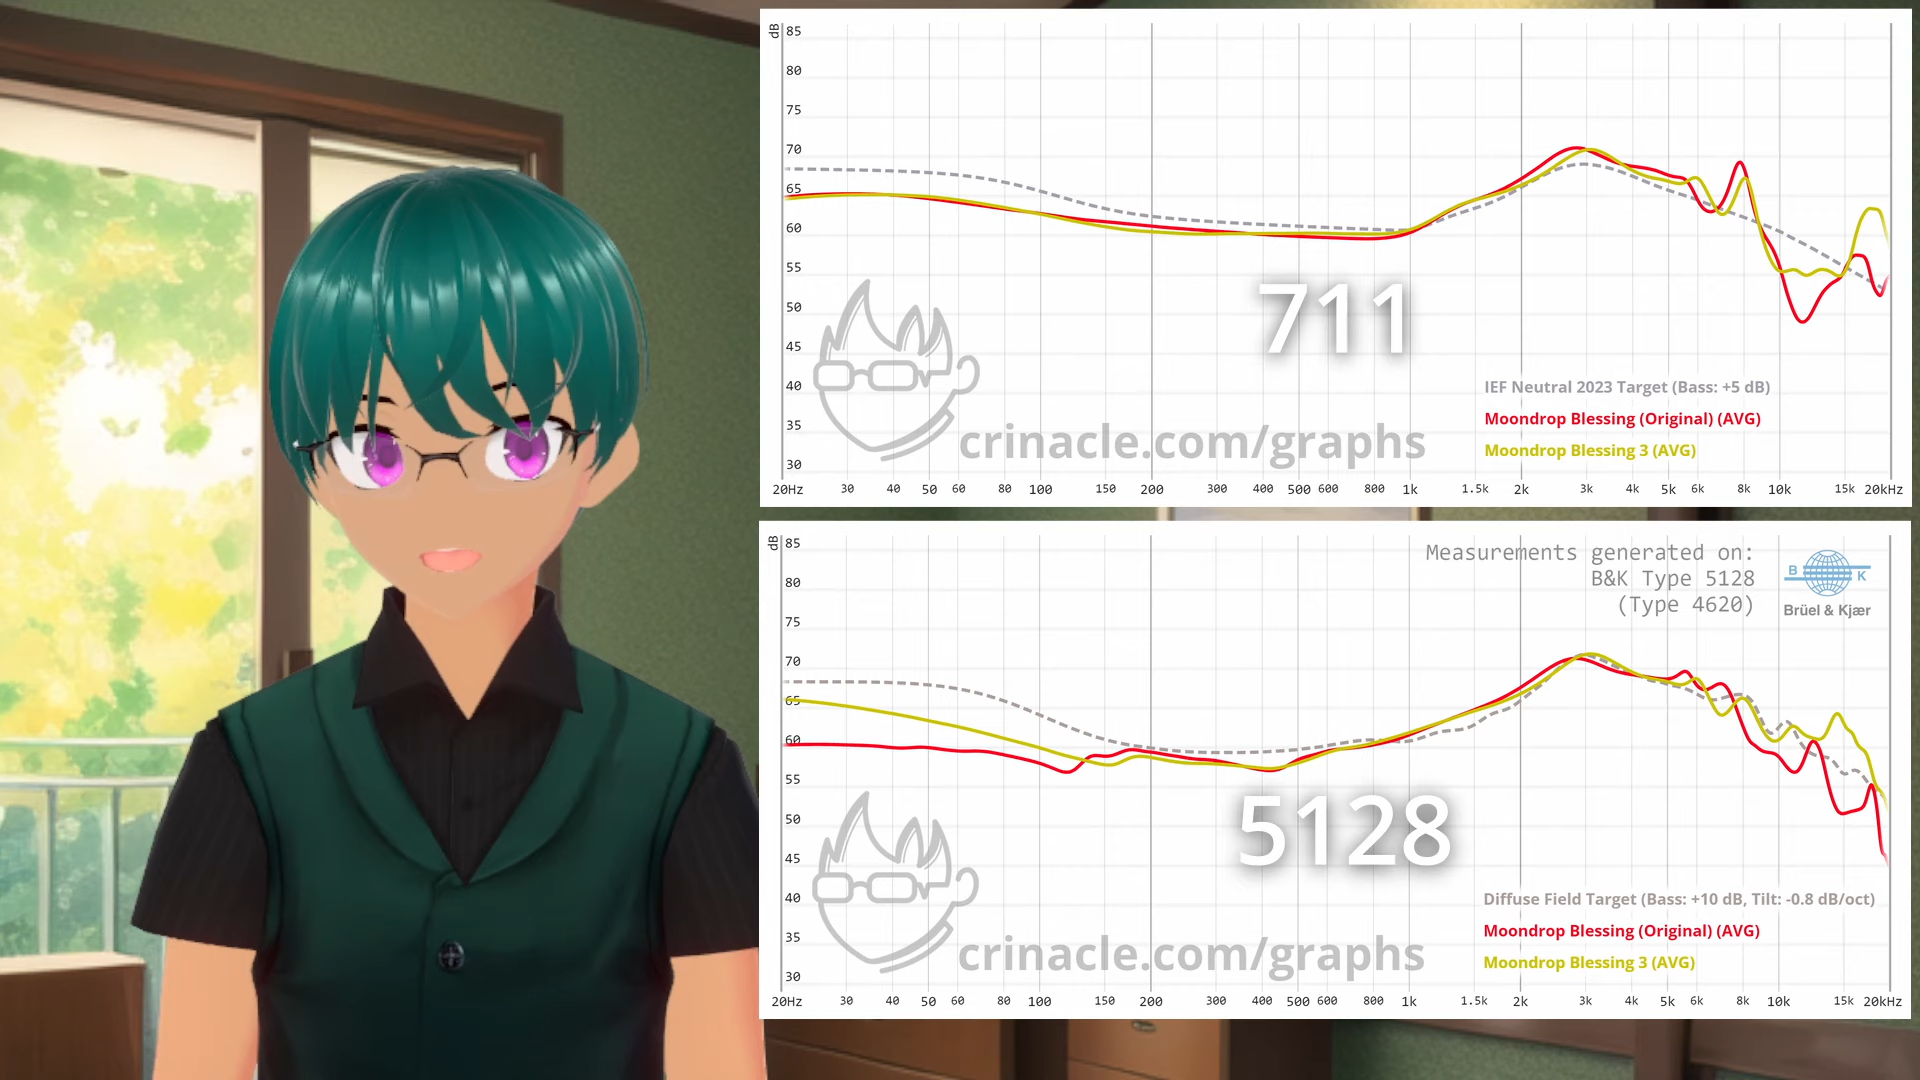 dB
85
80
75
70
65
60
55
50
45
40
35
30
711
IEF Neutral 2023 Target (Bass: +5 dB)
Moondrop Blessing (Original) (AVG)
Moondrop Blessing 3 (AVG)
crinacle.com/graphs
20Hz 30 40 50 60 80 100 150 200 300 400 500 600 800 1k 1.5k 2k 3k 4k 5k 6k 8k 10k 15k 20kHz
dB
85
80
75
70
65
60
55
50
45
40
35
30
Measurements generated on:
B&K Type 5128
(Type 4620)
B K
Brüel & Kjær
5128
Diffuse Field Target (Bass: +10 dB, Tilt: -0.8 dB/oct)
Moondrop Blessing (Original) (AVG)
Moondrop Blessing 3 (AVG)
crinacle.com/graphs
20Hz 30 40 50 60 80 100 150 200 300 400 500 600 800 1k 1.5k 2k 3k 4k 5k 6k 8k 10k 15k 20kHz